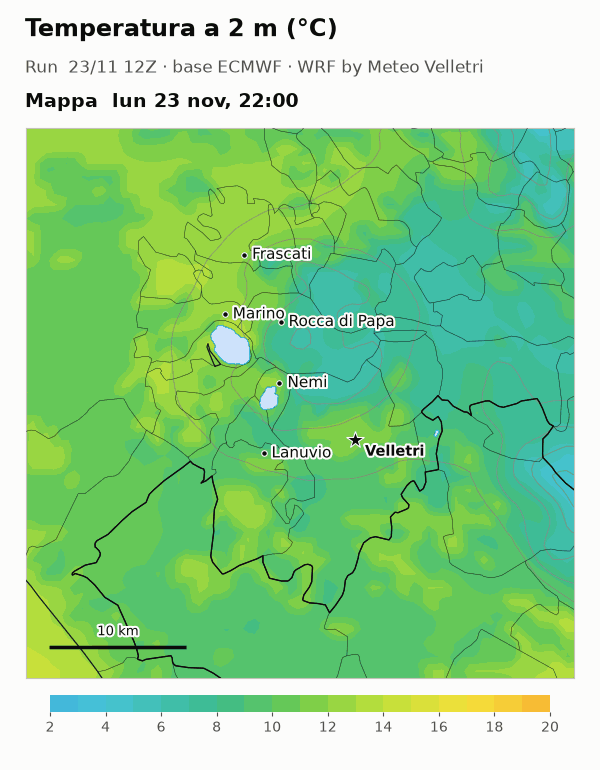 Temperatura a 2 m (°C)
Run  23/11 12Z · base ECMWF · WRF by Meteo Velletri
Mappa  lun 23 nov, 22:00
Frascati
Marino
Rocca di Papa
Nemi
Velletri
Lanuvio
10 km
2 4 6 8 10 12 14 16 18 20